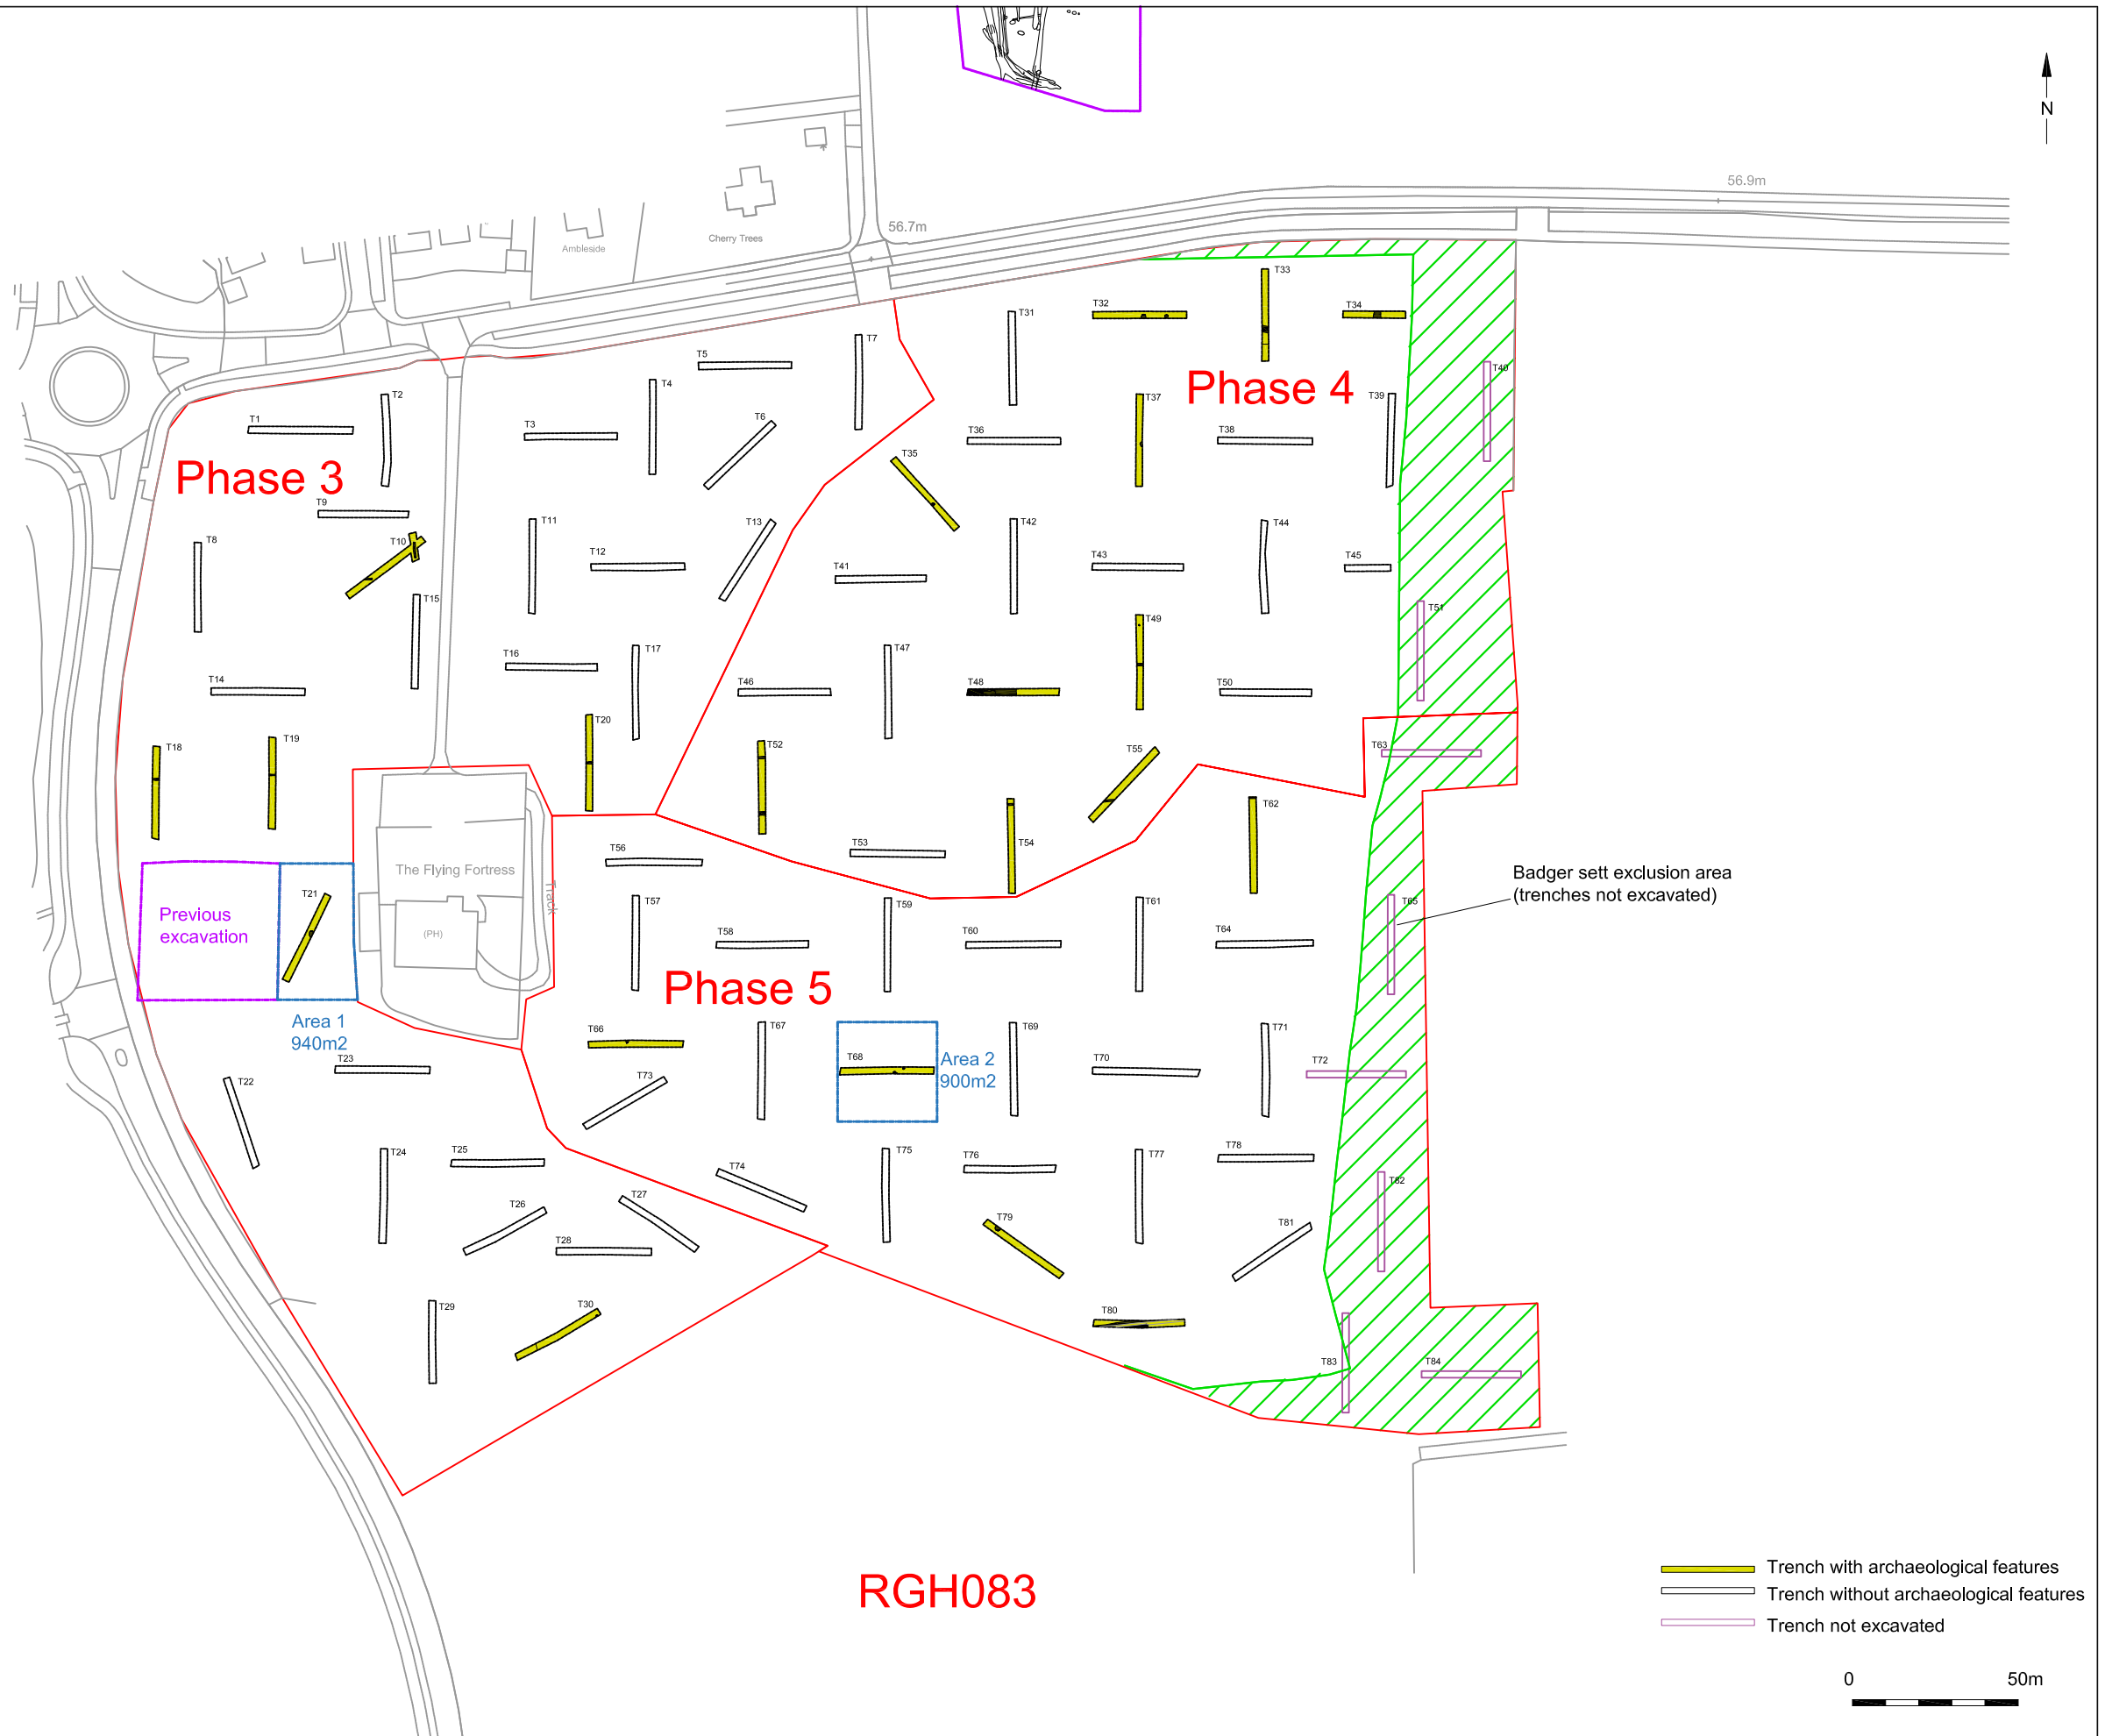 N
56.9m
56.7m
Ambleside
Cherry Trees
T33
T32
T34
T31
T7
T5
Phase 4
T4
T2
T40
T37
T39
T6
T1
T3
T36
T38
T35
Phase 3
T9
T11
T13
T42
T44
T10
T8
T12
T43
T45
T41
T15
T51
T49
T16
T17
T47
T14
T46
T48
T50
T20
T19
T18
T52
T55
T63
T62
T53
T54
T56
The Flying Fortress
Track
(PH)
Badger sett exclusion area
(trenches not excavated)
T21
T57
T59
T61
T65
Previous
excavation
T58
T60
T64
Phase 5
Area 1
940m2
T66
T67
T69
T71
T68
Area 2
900m2
T23
T70
T72
T22
T73
T24
T25
T75
T76
T77
T78
T74
T82
T27
T26
T79
T81
T28
T29
T30
T80
T83
T84
RGH083
Trench with archaeological features
Trench without archaeological features
Trench not excavated
0 50m